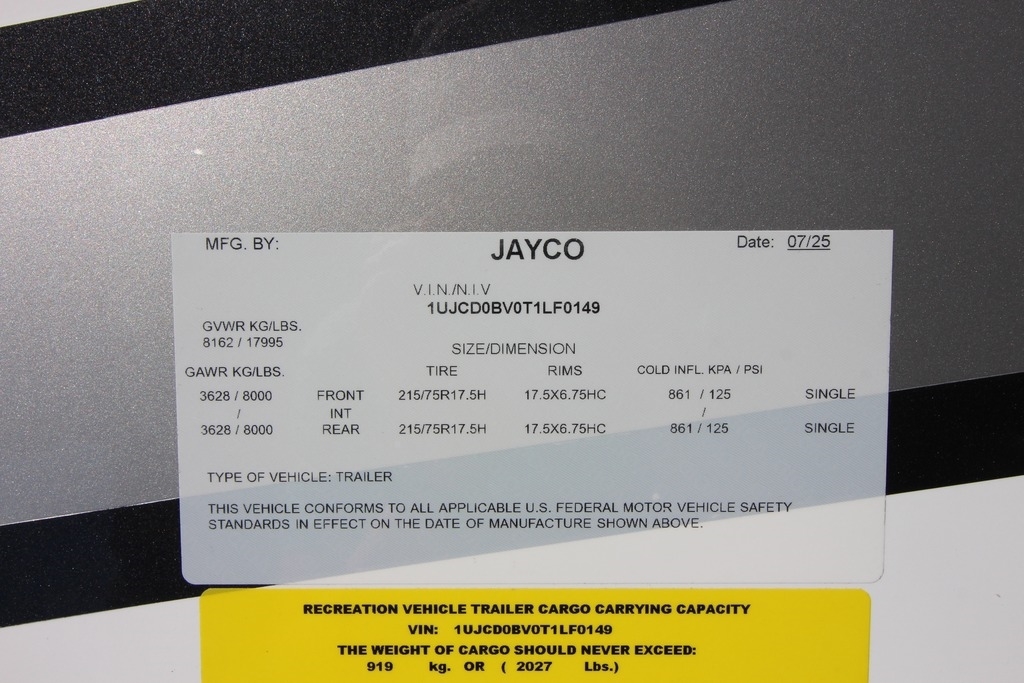 MFG. BY: JAYCO Date: 07/25
V.I.N./N.I.V
1UJCD0BV0T1LF0149
GVWR KG/LBS.
8162 / 17995
SIZE/DIMENSION
GAWR KG/LBS. TIRE RIMS COLD INFL. KPA / PSI
3628 / 8000 FRONT 215/75R17.5H 17.5X6.75HC 861 / 125 SINGLE
/ INT /
3628 / 8000 REAR 215/75R17.5H 17.5X6.75HC 861 / 125 SINGLE
TYPE OF VEHICLE: TRAILER
THIS VEHICLE CONFORMS TO ALL APPLICABLE U.S. FEDERAL MOTOR VEHICLE SAFETY
STANDARDS IN EFFECT ON THE DATE OF MANUFACTURE SHOWN ABOVE.
RECREATION VEHICLE TRAILER CARGO CARRYING CAPACITY
VIN: 1UJCD0BV0T1LF0149
THE WEIGHT OF CARGO SHOULD NEVER EXCEED:
919 kg. OR ( 2027 Lbs.)